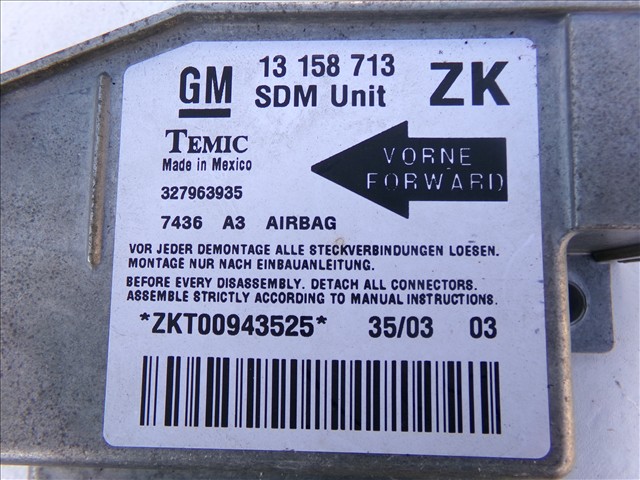 GM 13 158 713 ZK
SDM Unit
TEMIC
Made in Mexico
VORNE
FORWARD
327963935
7436 A3 AIRBAG
VOR JEDER DEMONTAGE ALLE STECKVERBINDUNGEN LOESEN.
MONTAGE NUR NACH EINBAUANLEITUNG.
BEFORE EVERY DISASSEMBLY. DETACH ALL CONNECTORS.
ASSEMBLE STRICTLY ACCORDING TO MANUAL INSTRUCTIONS.
*ZKT00943525* 35/03 03